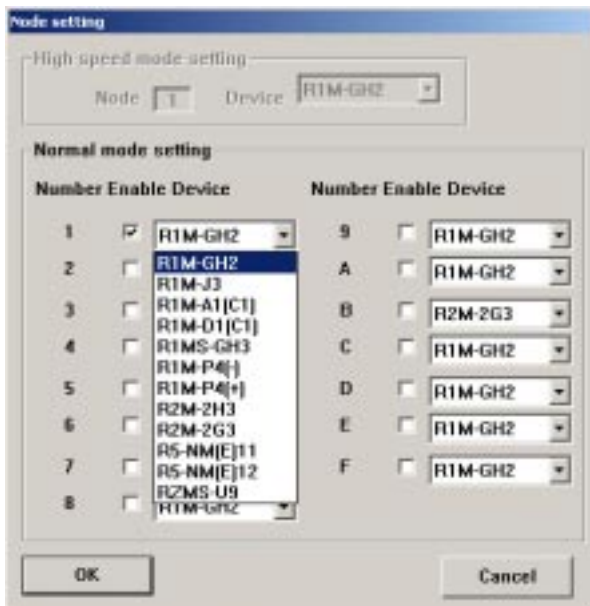 Node setting
High speed mode setting
Node 1 Device R1M-GH2
Normal mode setting
Number Enable Device Number Enable Device
1 R1M-GH2 9 R1M-GH2
2 R1M-GH2 A R1M-GH2
R1M-J3
3 R1M-A1(C1) B R2M-2G3
R1M-D1(C1)
4 R1MS-GH3 C R1M-GH2
R1M-P4(-)
5 R1M-P4(+) D R1M-GH2
R2M-2H3
6 R2M-2G3 E R1M-GH2
R5-NM(E)11
7 R5-NM(E)12 F R1M-GH2
RZMS-U9
8 R1M-GH2
OK Cancel